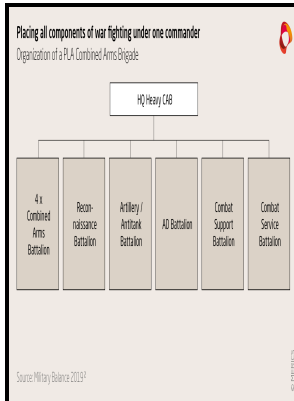 Placing all components of war fighting under one commander
Organization of a PLA Combined Arms Brigade
HQ Heavy CAB
4 x
Combined
Arms
Battalion
Recon-
naissance
Battalion
Artillery /
Antitank
Battalion
AD Battalion
Combat
Support
Battalion
Combat
Service
Battalion
Source: Military Balance 2019
© MERICS